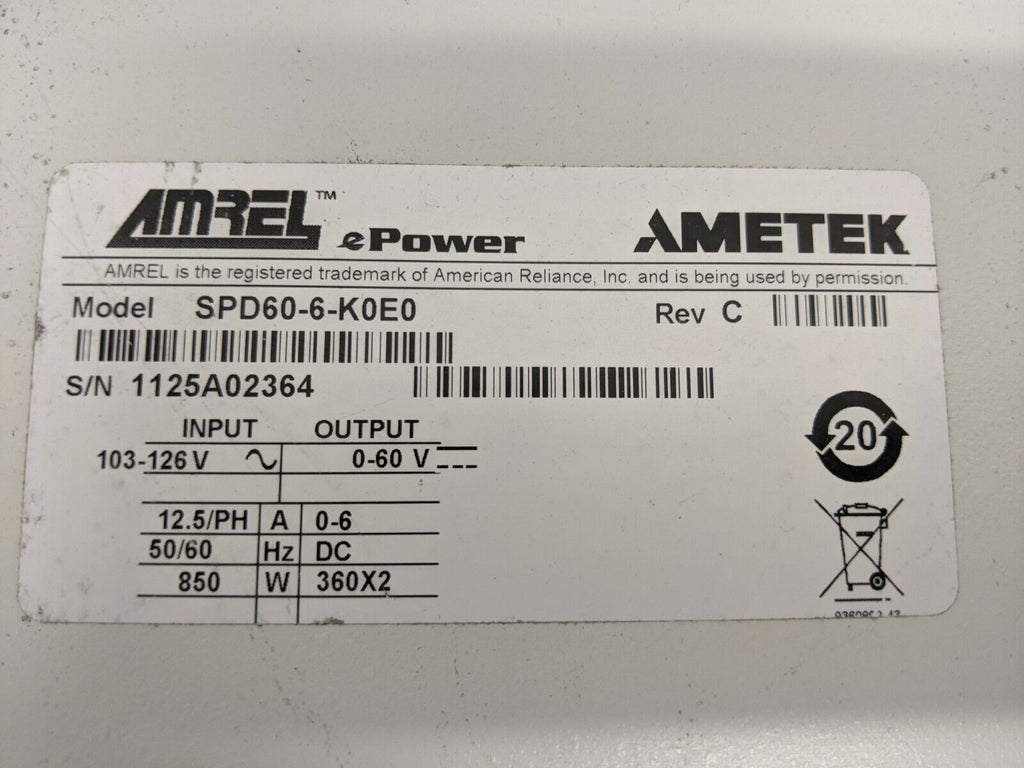 AMREL™ ePower AMETEK
AMREL is the registered trademark of American Reliance, Inc. and is being used by permission.
Model SPD60-6-K0E0 Rev C
S/N 1125A02364
INPUT OUTPUT
103-126 V 0-60 V
12.5/PH A 0-6
50/60 Hz DC
850 W 360X2
20